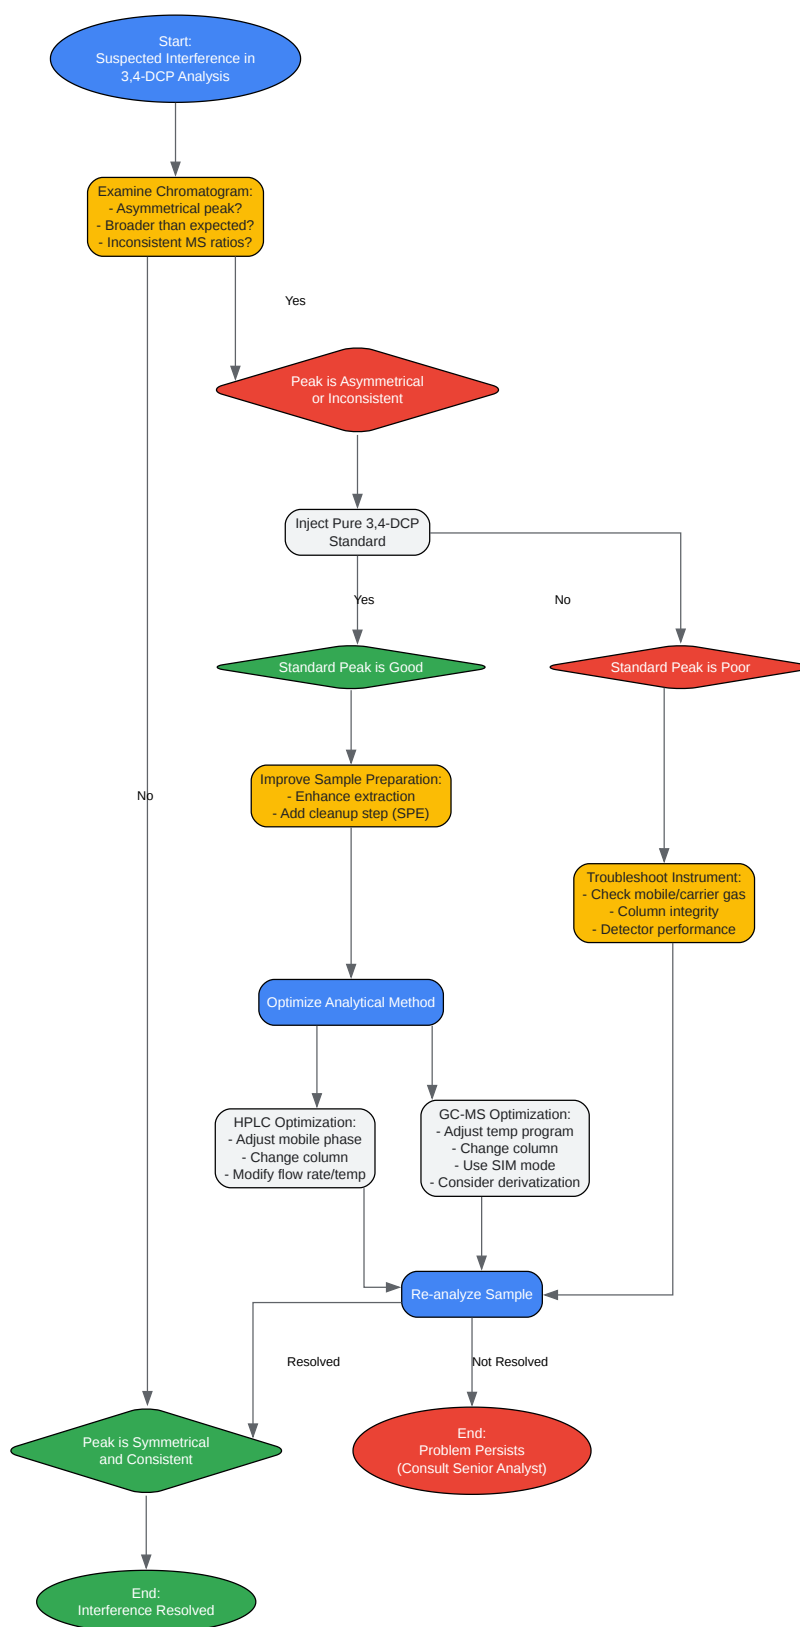 Start:
Suspected Interference in
3,4-DCP Analysis
Examine Chromatogram:
- Asymmetrical peak?
- Broader than expected?
- Inconsistent MS ratios?
Yes
Peak is Asymmetrical
or Inconsistent
Inject Pure 3,4-DCP
Standard
Yes
No
Standard Peak is Good
Standard Peak is Poor
Improve Sample Preparation:
- Enhance extraction
- Add cleanup step (SPE)
No
Troubleshoot Instrument:
- Check mobile/carrier gas
- Column integrity
- Detector performance
Optimize Analytical Method
HPLC Optimization:
- Adjust mobile phase
- Change column
- Modify flow rate/temp
GC-MS Optimization:
- Adjust temp program
- Change column
- Use SIM mode
- Consider derivatization
Re-analyze Sample
Resolved
Not Resolved
Peak is Symmetrical
and Consistent
End:
Problem Persists
(Consult Senior Analyst)
End:
Interference Resolved